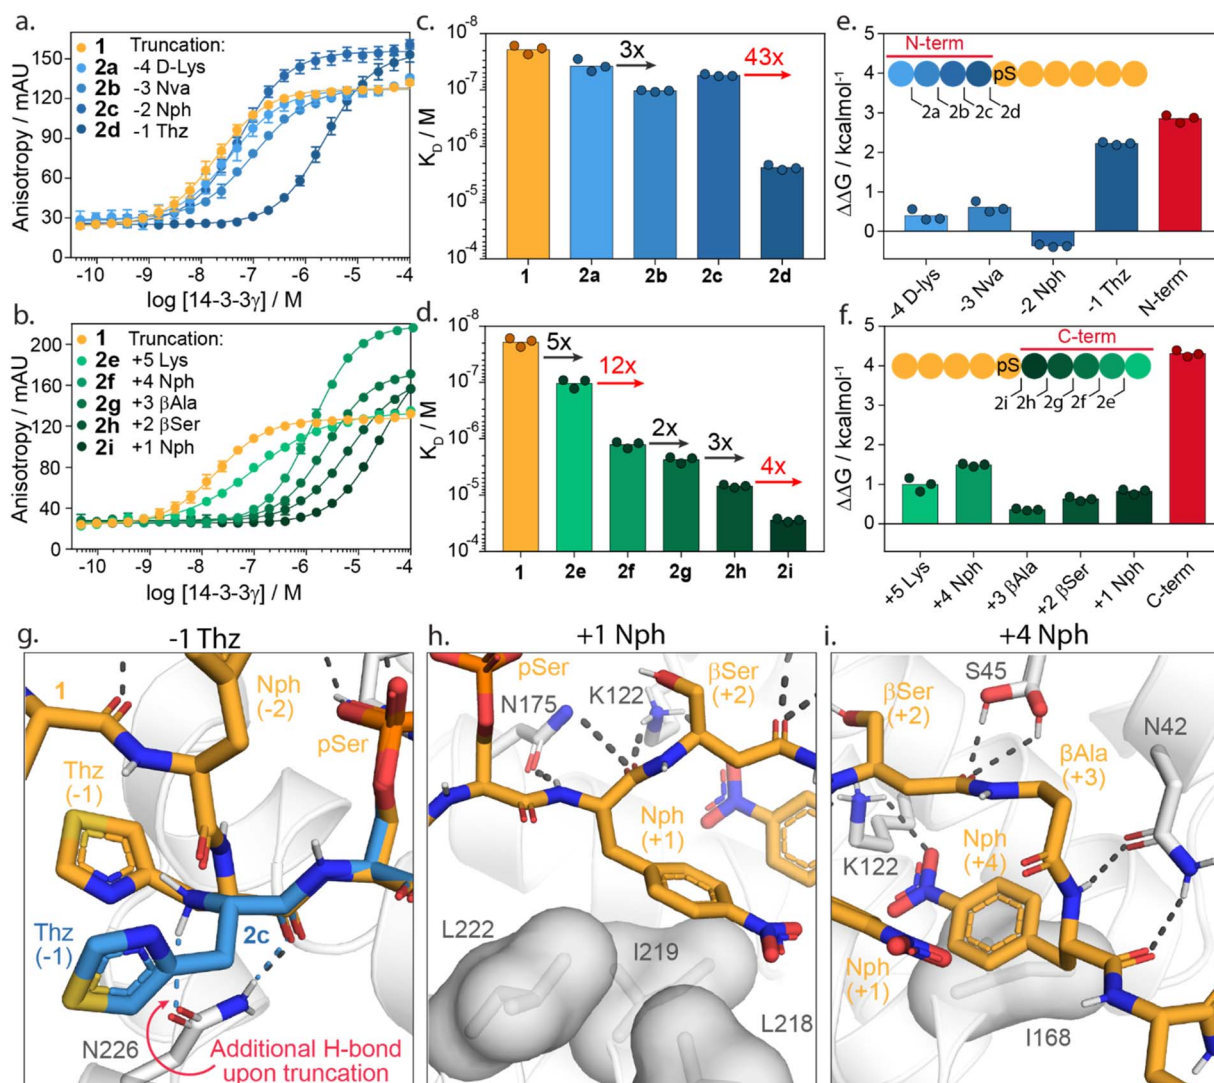 a.
1 Truncation:
2a -4 D-Lys
2b -3 Nva
2c -2 Nph
2d -1 Thz
Anisotropy / mAU
150
120
90
60
30
0
-10 -9 -8 -7 -6 -5 -4
log [14-3-3γ] / M
c.
K_D / M
10^-8
10^-7
10^-6
10^-5
10^-4
3x
43x
1 2a 2b 2c 2d
e.
N-term
pS
2a 2b 2c 2d
ΔΔG / kcalmol^-1
5
4
3
2
1
0
-4 D-lys
-3 Nva
-2 Nph
-1 Thz
N-term
b.
1 Truncation:
2e +5 Lys
2f +4 Nph
2g +3 βAla
2h +2 βSer
2i +1 Nph
Anisotropy / mAU
200
160
120
80
40
0
-10 -9 -8 -7 -6 -5 -4
log [14-3-3γ] / M
d.
K_D / M
10^-8
10^-7
10^-6
10^-5
10^-4
5x
12x
2x
3x
4x
1 2e 2f 2g 2h 2i
f.
C-term
pS
2i 2h 2g 2f 2e
ΔΔG / kcalmol^-1
5
4
3
2
1
0
+5 Lys
+4 Nph
+3 βAla
+2 βSer
+1 Nph
C-term
g.
-1 Thz
1
Nph
(-2)
pSer
Thz
(-1)
Thz
(-1)
2c
N226
Additional H-bond
upon truncation
h.
+1 Nph
pSer
N175
K122
βSer
(+2)
Nph
(+1)
L222
I219
L218
i.
+4 Nph
βSer
(+2)
S45
N42
βAla
(+3)
K122
Nph
(+4)
Nph
(+1)
I168